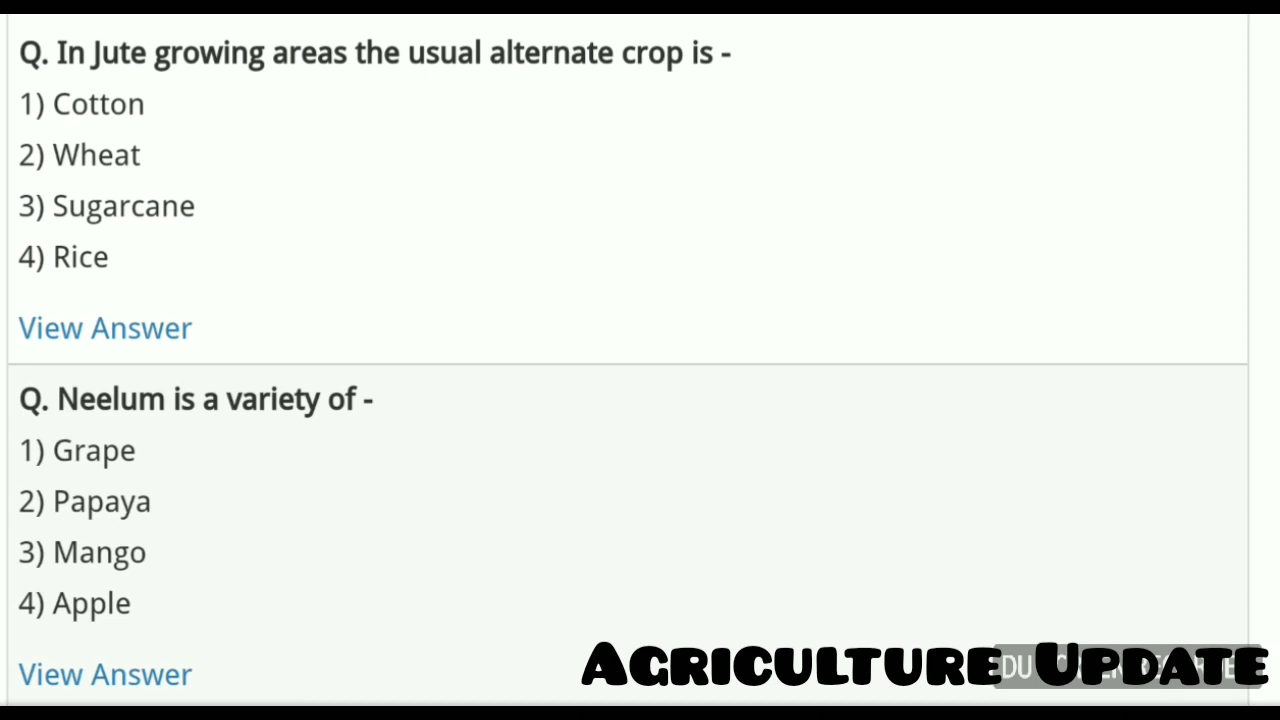 Q. In Jute growing areas the usual alternate crop is -
1) Cotton
2) Wheat
3) Sugarcane
4) Rice
View Answer
Q. Neelum is a variety of -
1) Grape
2) Papaya
3) Mango
4) Apple
View Answer
AGRICULTURE UPDATE